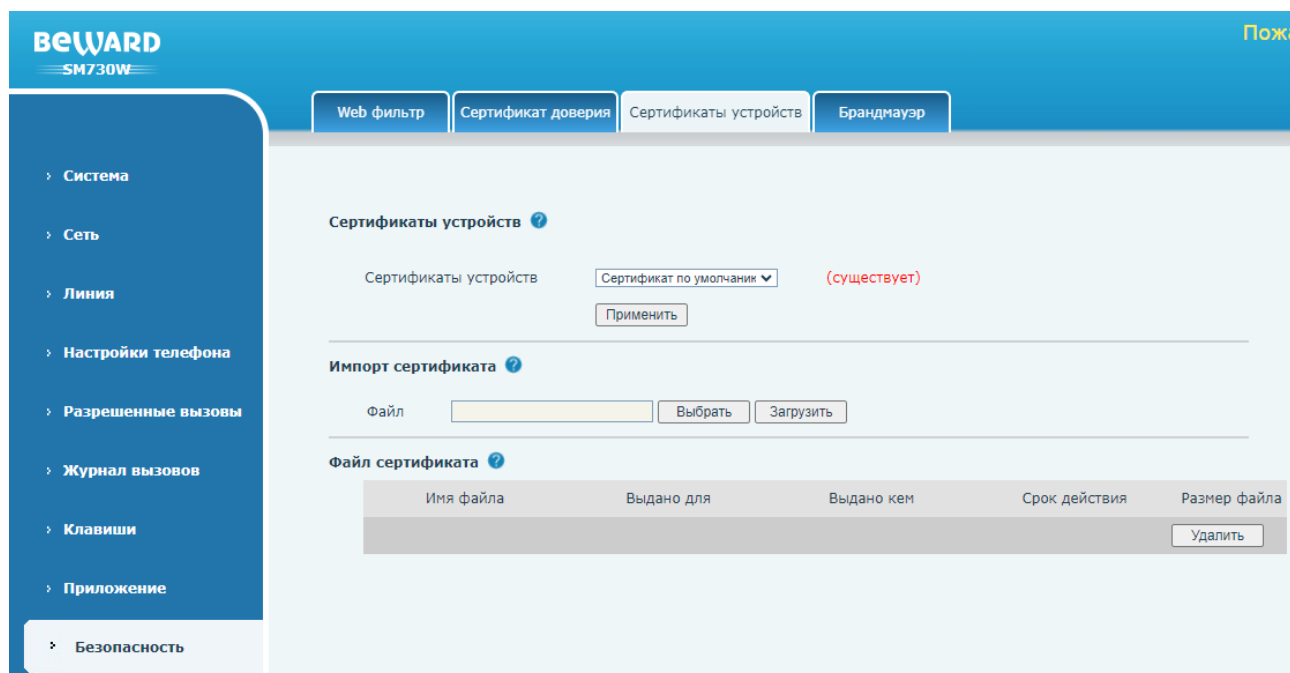 BEWARD
SM730W
Пожа
Web фильтр Сертификат доверия Сертификаты устройств Брандмауэр
Система
Сеть
Линия
Настройки телефона
Разрешенные вызовы
Журнал вызовов
Клавиши
Приложение
Безопасность
Сертификаты устройств
Сертификаты устройств Сертификат по умолчаник (существует)
Применить
Импорт сертификата
Файл Выбрать Загрузить
Файл сертификата
Имя файла Выдано для Выдано кем Срок действия Размер файла
Удалить